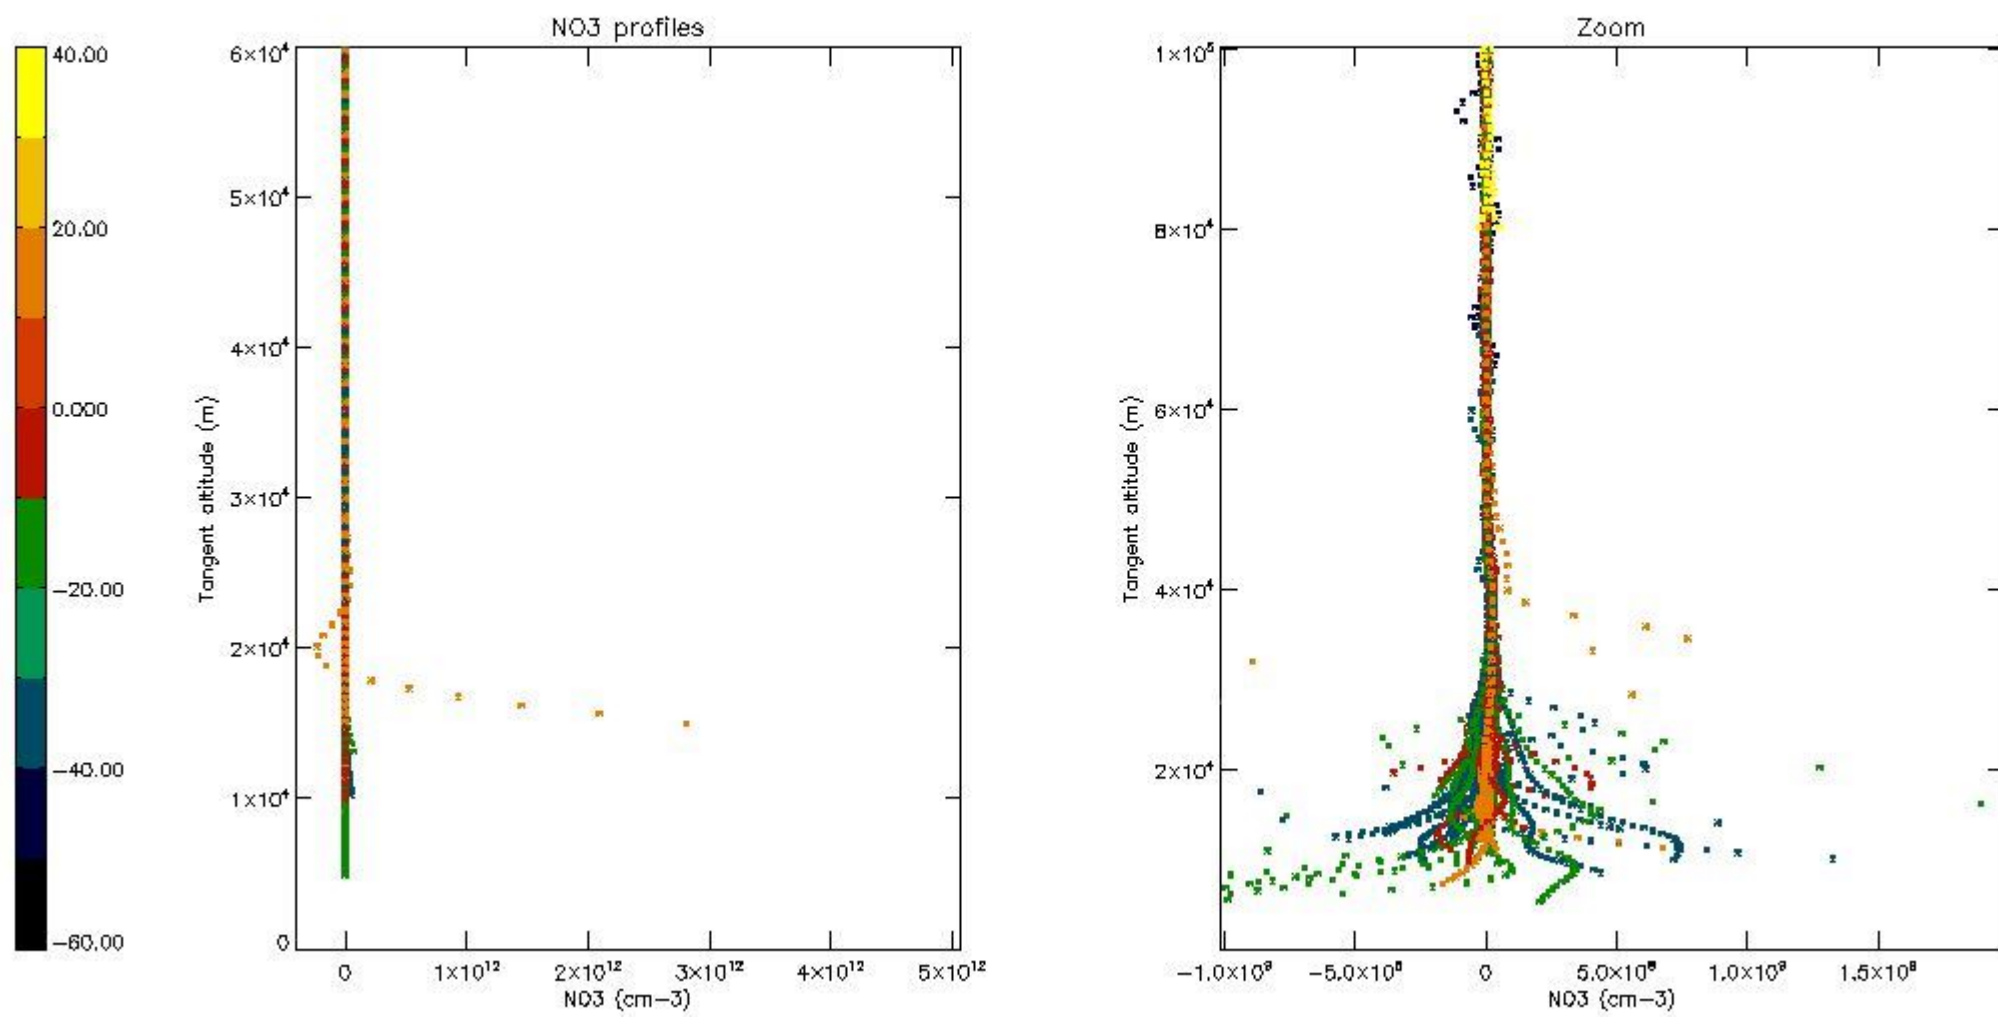 NO3 profiles
40.00
20.00
0.000
−20.00
−40.00
−60.00
Tangent altitude (m)
6×10⁴
5×10⁴
4×10⁴
3×10⁴
2×10⁴
1×10⁴
0
0 1×10¹² 2×10¹² 3×10¹² 4×10¹² 5×10¹²
NO3 (cm−3)
Zoom
Tangent altitude (m)
1×10⁵
8×10⁴
6×10⁴
4×10⁴
2×10⁴
−1.0×10⁹ −5.0×10⁸ 0 5.0×10⁸ 1.0×10⁹ 1.5×10⁹
NO3 (cm−3)